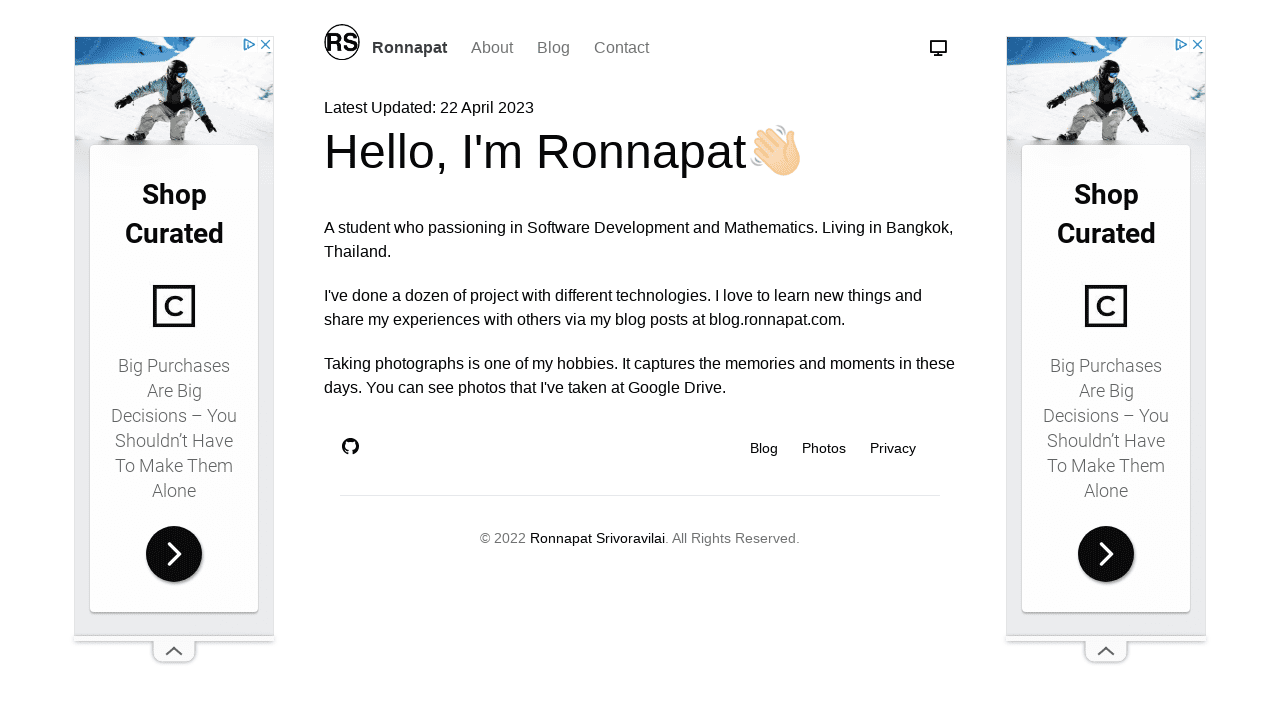 RS
Ronnapat
About
Blog
Contact
Latest Updated: 22 April 2023
Hello, I'm Ronnapat👋🏼
A student who passioning in Software Development and Mathematics. Living in Bangkok,
Thailand.
I've done a dozen of project with different technologies. I love to learn new things and
share my experiences with others via my blog posts at blog.ronnapat.com.
Taking photographs is one of my hobbies. It captures the memories and moments in these
days. You can see photos that I've taken at Google Drive.
Blog
Photos
Privacy
© 2022 Ronnapat Srivoravilai. All Rights Reserved.
Shop
Curated
C
Big Purchases
Are Big
Decisions – You
Shouldn't Have
To Make Them
Alone
Shop
Curated
C
Big Purchases
Are Big
Decisions – You
Shouldn't Have
To Make Them
Alone